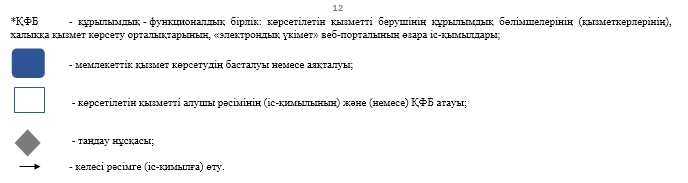 12
*ҚФБ - құрылымдық - функционалдық бірлік: көрсетілетін қызметті берушінің құрылымдық бөлімшелерінің (қызметкерлерінің),
халыққа қызмет көрсету орталықтарының, «электрондық үкімет» веб-порталының өзара іс-қымылдары;
- мемлекеттік қызмет көрсетудің басталуы немесе аяқталуы;
- көрсетілетін қызметті алушы рәсімінің (іс-қимылының) және (немесе) ҚФБ атауы;
- таңдау нұсқасы;
- келесі рәсімге (іс-қимылға) өту.